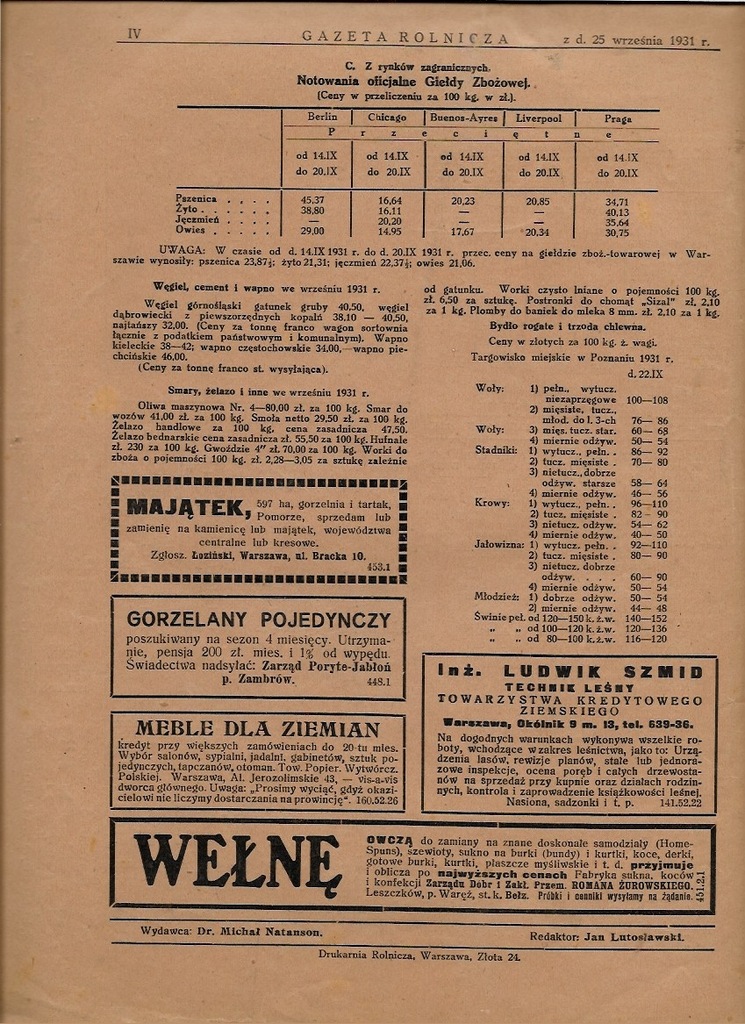 IV GAZETA ROLNICZA z d. 25 września 1931 r.
C. Z rynków zagranicznych.
Notowania oficjalne Giełdy Zbożowej.
(Ceny w przeliczeniu za 100 kg. w zł.).
Berlin Chicago Buenos-Ayres Liverpool Praga
Przeciętne
od 14.IX od 14.IX od 14.IX od 14.IX od 14.IX
do 20.IX do 20.IX do 20.IX do 20.IX do 20.IX
Pszenica . . . . 45,37 16,64 20,23 20,85 34,71
Żyto . . . . . . 38,80 16.11 — — 40,13
Jęczmień . . . . — 20,20 — — 35,64
Owies . . . . . 29,00 14.95 17,67 20,34 30,75
UWAGA: W czasie od d. 14.IX 1931 r. do d. 20.IX 1931 r. przec. ceny na giełdzie zboż.-towarowej w War-
szawie wynosiły: pszenica 23,87½; żyto 21,31; jęczmień 22,37½; owies 21,06.
Węgiel, cement i wapno we wrześniu 1931 r.
Węgiel górnośląski gatunek gruby 40,50, węgiel
dąbrowiecki z piewszorzędnych kopalń 38,10 — 40,50,
najtańszy 32,00. (Ceny za tonnę franco wagon sortownia
łącznie z podatkiem państwowym i komunalnym). Wapno
kieleckie 38—42; wapno częstochowskie 34.00, wapno pie-
chcińskie 46,00.
(Ceny za tonnę franco st. wysyłająca).
Smary, żelazo i inne we wrześniu 1931 r.
Oliwa maszynowa Nr. 4—80,00 zł. za 100 kg. Smar do
wozów 41,00 zł. za 100 kg. Smoła netto 29,50 zł. za 100 kg.
Żelazo handlowe za 100 kg. cena zasadnicza 47,50.
Żelazo bednarskie cena zasadnicza zł. 55,50 za 100 kg. Hufnale
zł. 230 za 100 kg. Gwoździe 4" zł. 70,00 za 100 kg. Worki do
zboża o pojemności 100 kg. zł. 2,28—3,05 za sztukę zależnie
od gatunku. Worki czysto lniane o pojemności 100 kg.
zł. 6,50 za sztukę. Postronki do chomąt „Sizal" zł. 2,10
za 1 kg. Plomby do baniek do mleka 8 mm. zł. 2,10 za 1 kg.
Bydło rogate i trzoda chlewna.
Ceny w złotych za 100 kg. ż. wagi.
Targowisko miejskie w Poznaniu 1931 r.
d. 22.IX
Woły: 1) pełn., wytucz.
niezaprzęgowe 100—108
2) mięsiste, tucz.,
młod. do l. 3-ch 76— 86
Woły: 3) mięs. tucz. star. 60— 68
4) miernie odżyw. 50— 54
Stadniki: 1) wytucz., pełn. . 86— 92
2) tucz. mięsiste . 70— 80
3) nietucz., dobrze
odżyw. starsze 58— 64
4) miernie odżyw. 46— 56
Krowy: 1) wytucz., pełn. . 96—110
2) tucz. mięsiste . 82— 90
3) nietucz. odżyw. 54— 62
4) miernie odżyw. 40— 50
Jałowizna: 1) wytucz. pełn. . 92—110
2) tucz. mięsiste . 80— 90
3) nietucz. dobrze
odżyw. . . . 60— 90
4) miernie odżyw. 50— 54
Młodzież: 1) dobrze odżyw. 50— 54
2) miernie odżyw. 44— 48
Świnie peł. od 120—150 k. ż. w. 140—152
„ „ od 100—120 k. ż. w. 120—136
„ „ od 80—100 k. ż. w. 116—120
MAJĄTEK, 597 ha, gorzelnia i tartak,
Pomorze, sprzedam lub
zamienię na kamienicę lub majątek, województwa
centralne lub kresowe.
Zgłosz. Łoziński, Warszawa, ul. Bracka 10.
453.1
GORZELANY POJEDYNCZY
poszukiwany na sezon 4 miesięcy. Utrzyma-
nie, pensja 200 zł. mies. i 1% od wypędu.
Świadectwa nadsyłać: Zarząd Poryte-Jabłoń
p. Zambrów. 448.1
MEBLE DLA ZIEMIAN
kredyt przy większych zamówieniach do 20-tu mies.
Wybór salonów, sypialni, jadalni, gabinetów, sztuk po-
jedynczych, tapczanów, otoman. Tow. Popier. Wytwórcz.
Polskiej. Warszawa, Al. Jerozolimskie 43, — vis-a-vis
dworca głównego. Uwaga: „Prosimy wyciąć, gdyż okazi-
cielowi nie liczymy dostarczania na prowincję". 160.52.26
Inż. LUDWIK SZMID
TECHNIK LEŚNY
TOWARZYSTWA KREDYTOWEGO
ZIEMSKIEGO
Warszawa, Okólnik 9 m. 13, tel. 639-36.
Na dogodnych warunkach wykonywa wszelkie ro-
boty, wchodzące w zakres leśnictwa, jako to: Urzą-
dzenia lasów, rewizje planów, stałe lub jednora-
zowe inspekcje, ocena poręb i całych drzewosta-
nów na sprzedaż przy kupnie oraz działach rodzin-
nych, kontrola i zaprowadzenie książkowości leśnej.
Nasiona, sadzonki i t. p. 141.52.22
WEŁNĘ
OWCZĄ do zamiany na znane doskonałe samodziały (Home-
Spuns), szewioty, sukno na burki (bundy) i kurtki, koce, derki,
gotowe burki, kurtki, płaszcze myśliwskie i t. d. przyjmuje
i oblicza po najwyższych cenach Fabryka sukna, koców
i konfekcji Zarządu Dóbr i Zakł. Przem. ROMANA ŻUROWSKIEGO.
Leszczków, p. Waręż, st. k. Bełz. Próbki i cenniki wysyłamy na żądanie.
451.2.1
Wydawca: Dr. Michał Natanson. Redaktor: Jan Lutosławski.
Drukarnia Rolnicza, Warszawa, Złota 24.